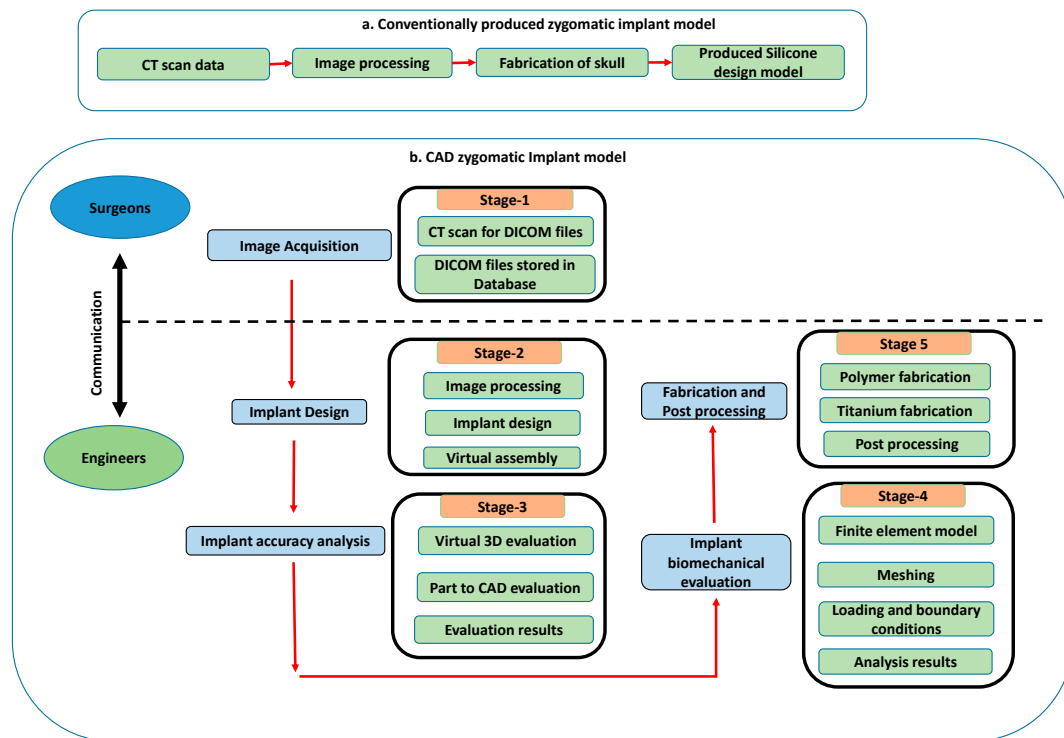 a. Conventionally produced zygomatic implant model
CT scan data
Image processing
Fabrication of skull
Produced Silicone
design model
b. CAD zygomatic Implant model
Surgeons
Communication
Engineers
Image Acquisition
Stage-1
CT scan for DICOM files
DICOM files stored in
Database
Implant Design
Stage-2
Image processing
Implant design
Virtual assembly
Implant accuracy analysis
Stage-3
Virtual 3D evaluation
Part to CAD evaluation
Evaluation results
Fabrication and
Post processing
Stage 5
Polymer fabrication
Titanium fabrication
Post processing
Implant
biomechanical
evaluation
Stage-4
Finite element model
Meshing
Loading and boundary
conditions
Analysis results